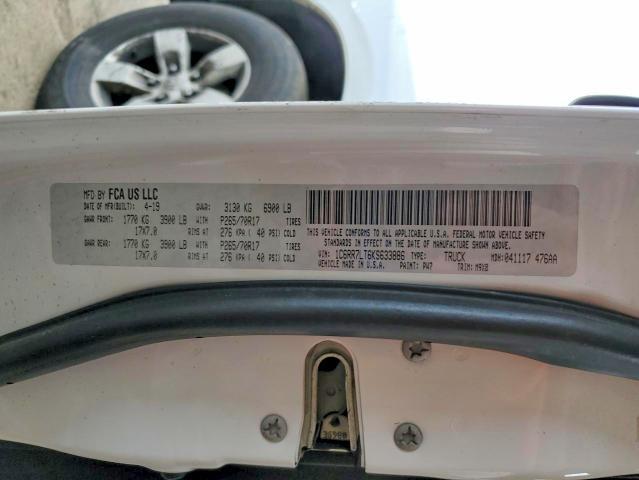 MFD BY FCA US LLC
DATE OF MFR(BUILT): 4-19 GVWR: 3130 KG 6900 LB
GAWR FRONT: 1770 KG 3900 LB WITH P265/70R17 TIRES
17X7.0 RIMS AT 276 KPA ( 40 PSI) COLD
GAWR REAR: 1770 KG 3900 LB WITH P265/70R17 TIRES
17X7.0 RIMS AT 276 KPA ( 40 PSI) COLD
THIS VEHICLE CONFORMS TO ALL APPLICABLE U.S.A. FEDERAL MOTOR VEHICLE SAFETY
STANDARDS IN EFFECT ON THE DATE OF MANUFACTURE SHOWN ABOVE.
VIN: 1C6RR7LT6KS633886 TYPE: TRUCK MDH: 041117 476AA
VEHICLE MADE IN U.S.A. PAINT: PW7 TRIM: M9X8
3698B